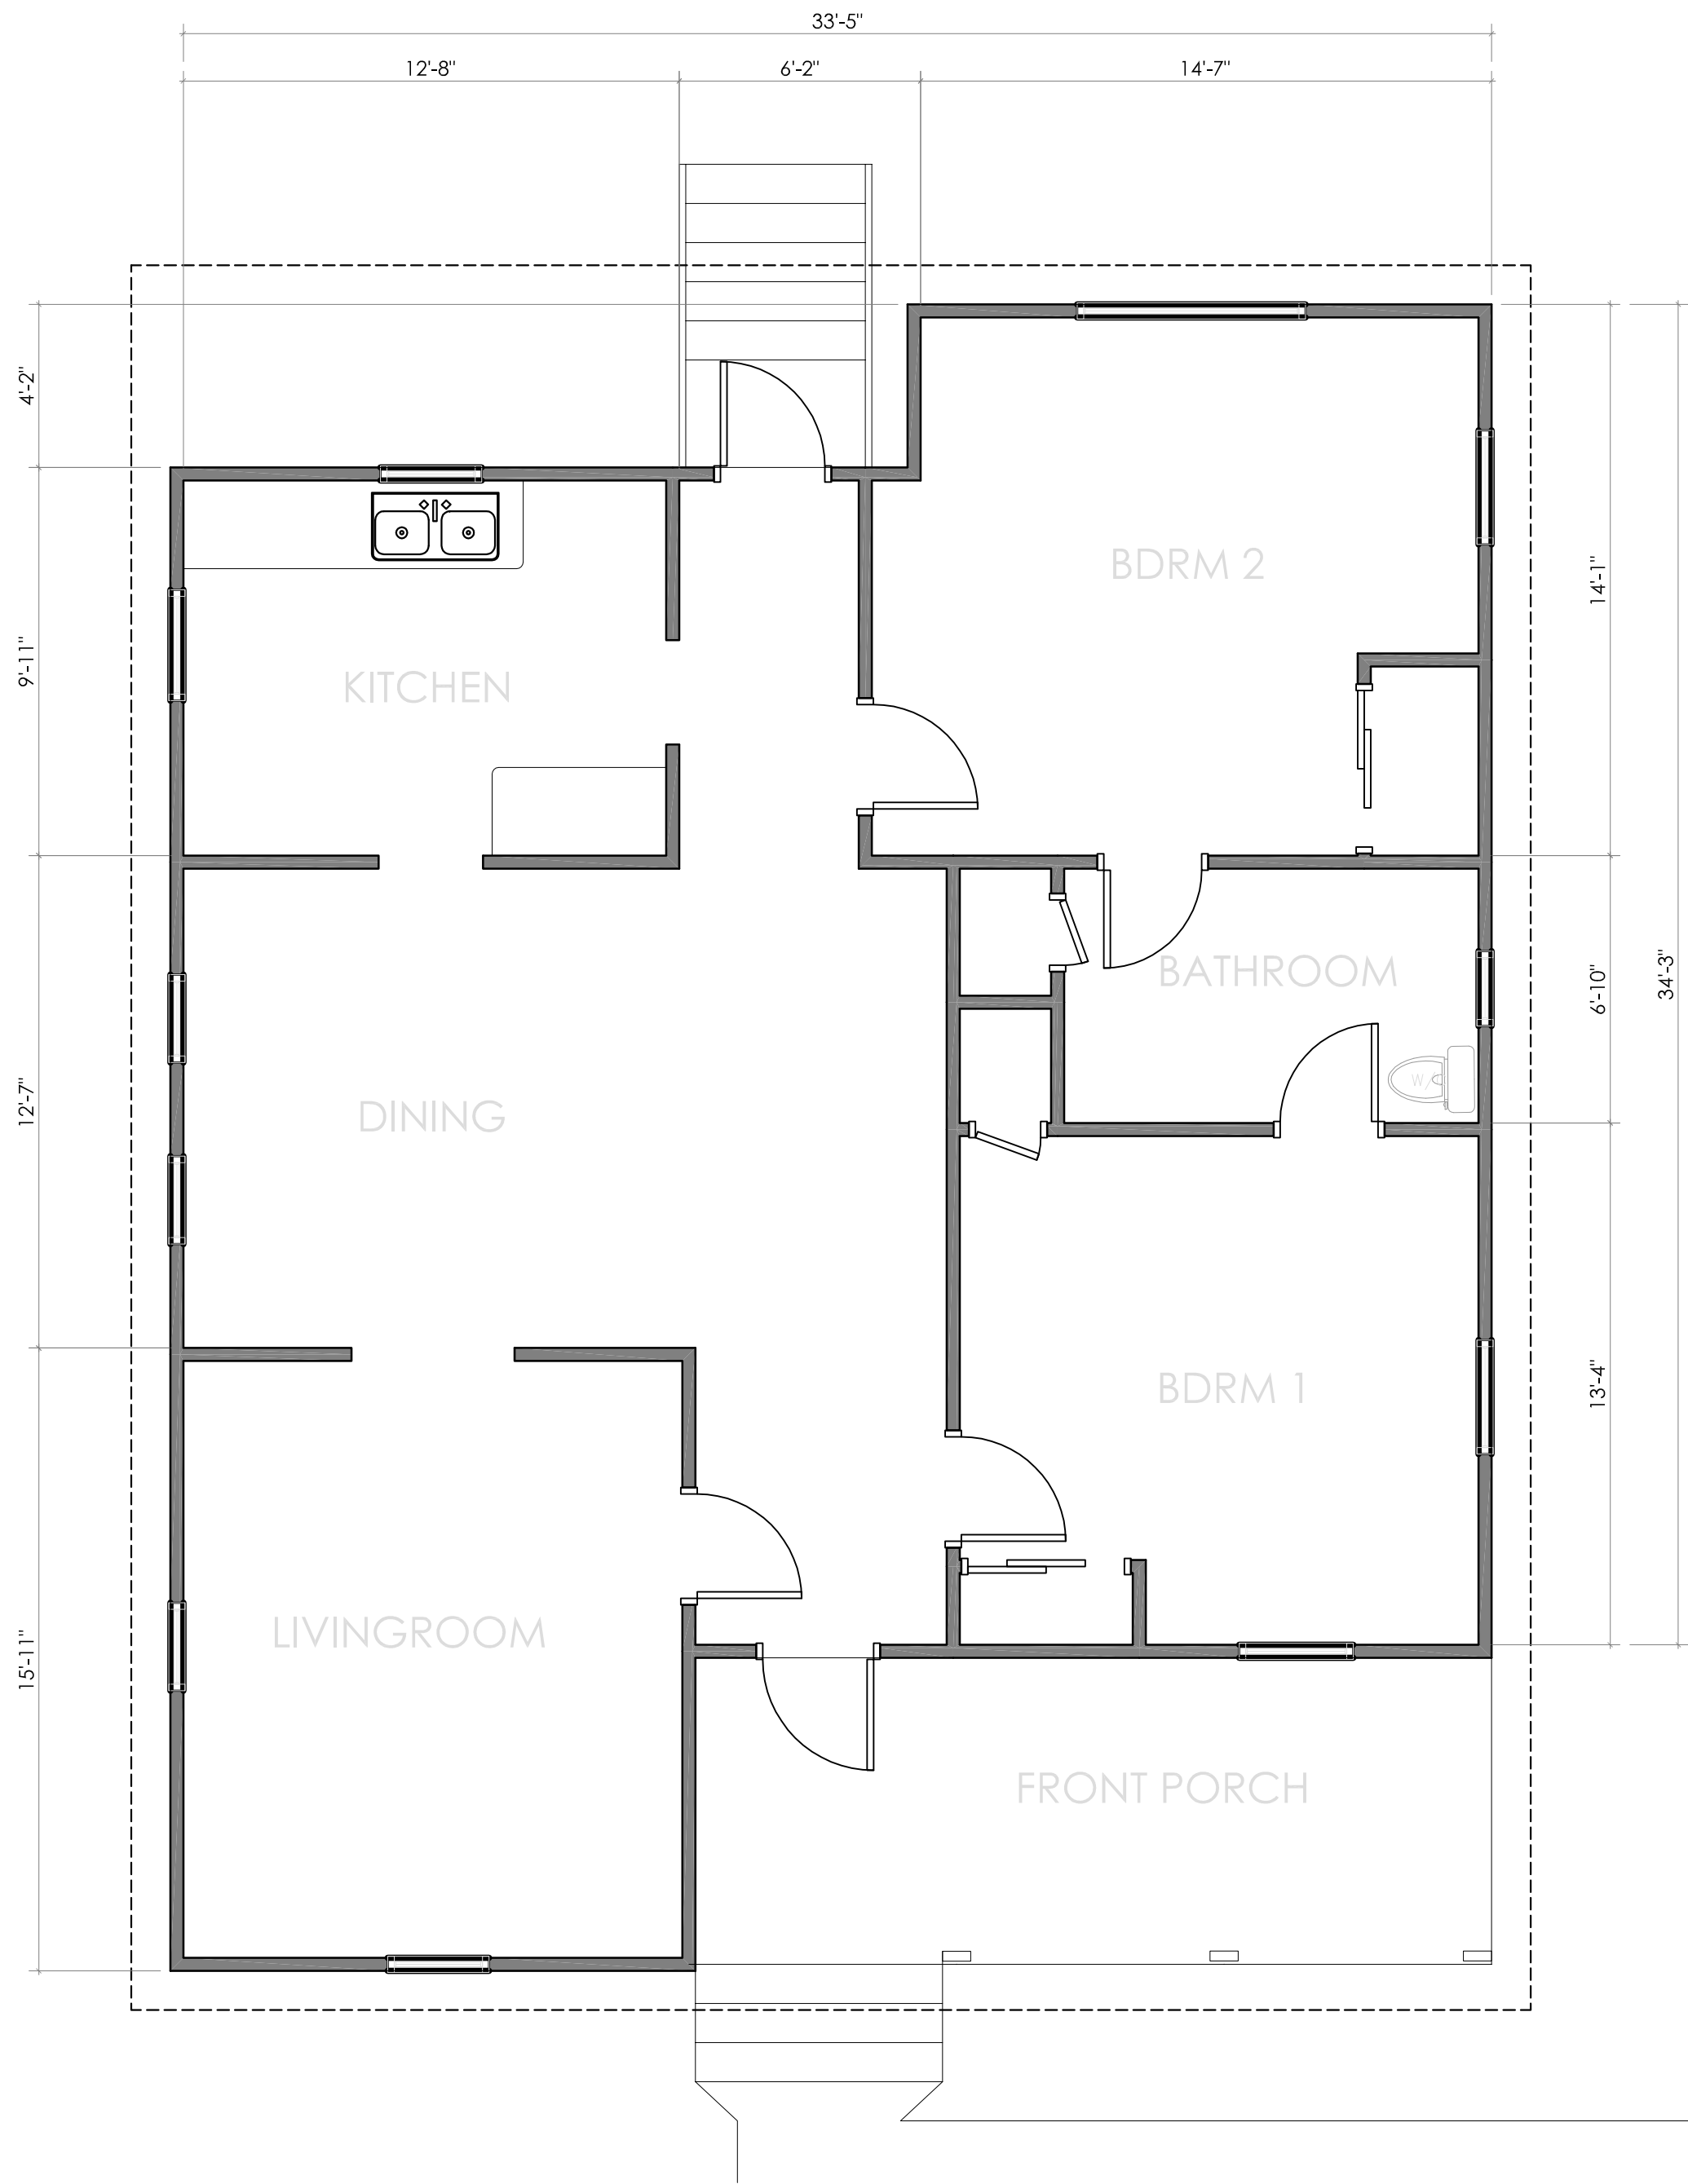 33'-5"
12'-8"
6'-2"
14'-7"
4'-2"
BDRM 2
14'-1"
9'-11"
KITCHEN
BATHROOM
6'-10"
34'-3"
W/
12'-7"
DINING
BDRM 1
13'-4"
LIVINGROOM
15'-11"
FRONT PORCH